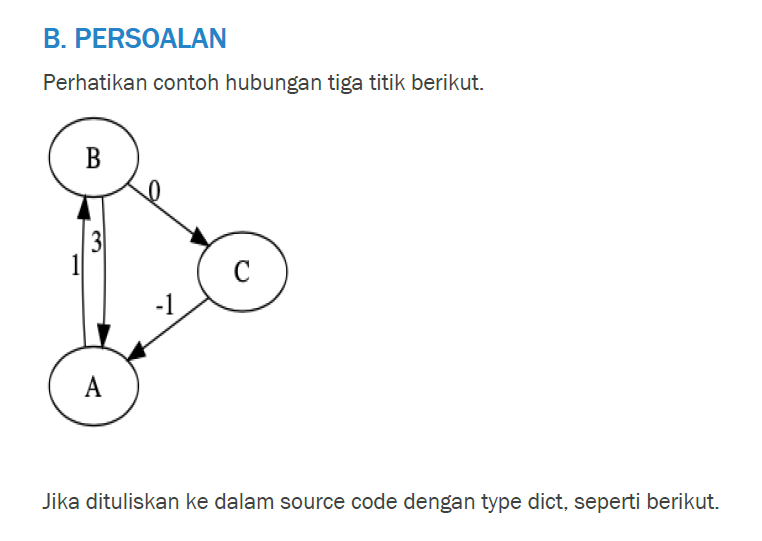 B. PERSOALAN
Perhatikan contoh hubungan tiga titik berikut.
B
0
3
1
C
-1
A
Jika dituliskan ke dalam source code dengan type dict, seperti berikut.